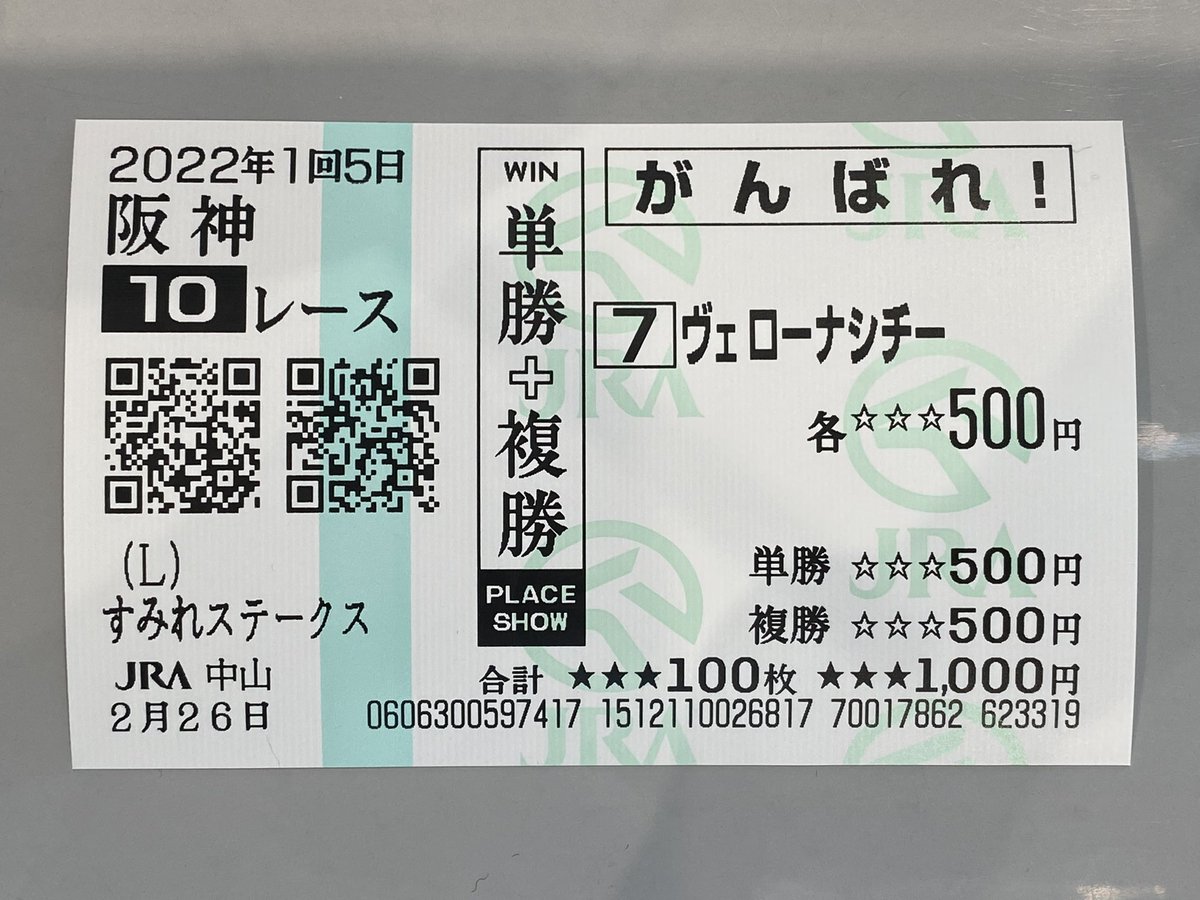 2022年1回5日
阪神
10レース
(L)
すみれステークス
JRA 中山
2月26日
WIN
単勝+複勝
PLACE
SHOW
がんばれ!
7 ヴェローナシチー
各☆☆☆500円
単勝 ☆☆☆500円
複勝 ☆☆☆500円
合計 ★★★100枚 ★★★1,000円
0606300597417 1512110026817 70017862 623319
JRA
JRA
JRA
JRA